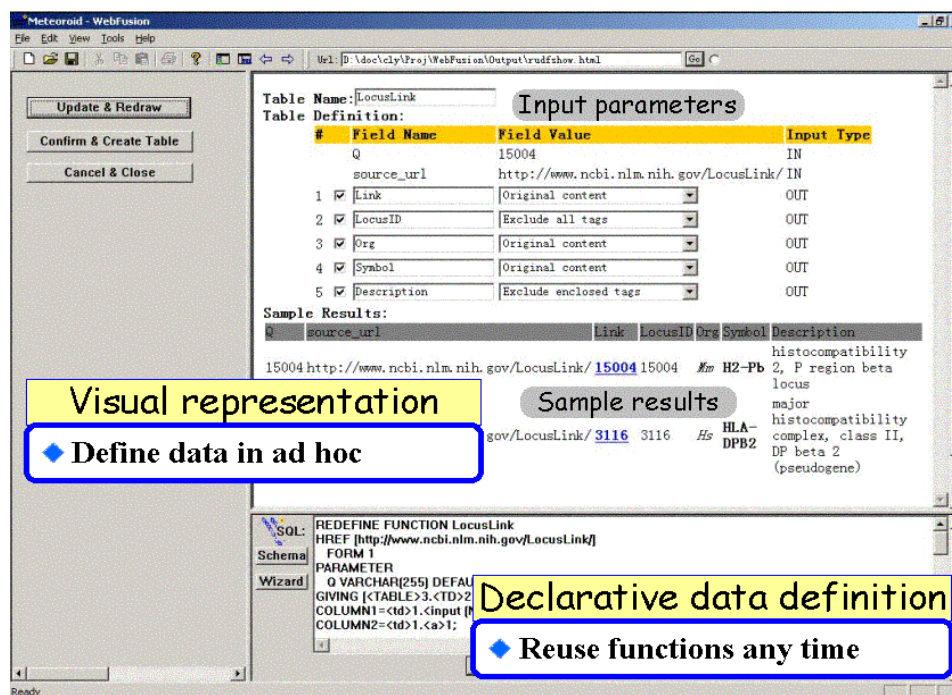 Meteoroid - WebFusion
File Edit View Tools Help
Url: D:\doc\cly\Proj\WebFusion\Output\rudfshow.html Go
Update & Redraw
Confirm & Create Table
Cancel & Close
Table Name: LocusLink
Input parameters
Table Definition:
# Field Name Field Value Input Type
Q 15004 IN
source_url http://www.ncbi.nlm.nih.gov/LocusLink/ IN
1 Link Original content OUT
2 LocusID Exclude all tags OUT
3 Org Original content OUT
4 Symbol Original content OUT
5 Description Exclude enclosed tags OUT
Sample Results:
Q source_url Link LocusID Org Symbol Description
15004 http://www.ncbi.nlm.nih.gov/LocusLink/ 15004 15004 Mm H2-Pb histocompatibility
2, P region beta
locus
Visual representation
Define data in ad hoc
Sample results
gov/LocusLink/ 3116 3116 Hs HLA-
DPB2
major
histocompatibility
complex, class II,
DP beta 2
(pseudogene)
SQL:
Schema
Wizard
REDEFINE FUNCTION LocusLink
HREF [http://www.ncbi.nlm.nih.gov/LocusLink/]
FORM 1
PARAMETER
Q VARCHAR(255) DEFAU
GIVING [<TABLE>3.<TD>2
COLUMN1=<td>1.<input [N
COLUMN2=<td>1.<a>1;
Declarative data definition
Reuse functions any time
Ready